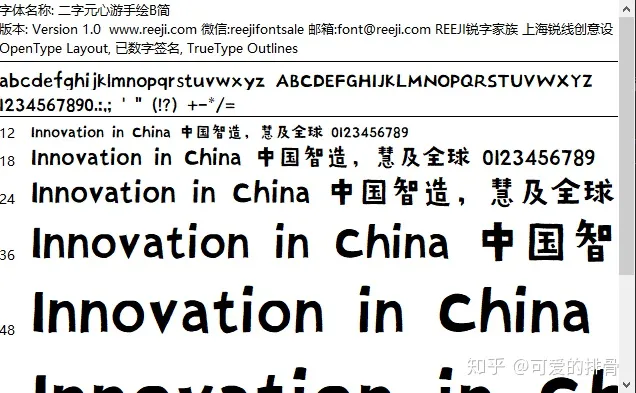 字体名称: 二字元心游手绘B简
版本: Version 1.0  www.reeji.com 微信:reejifontsale 邮箱:font@reeji.com REEJI锐字家族 上海锐线创意设
OpenType Layout, 已数字签名, TrueType Outlines
abcdefghijklmnopqrstuvwxyz ABCDEFGHIJKLMNOPQRSTUVWXYZ
1234567890.:,; ' " (!?) +-*/=
12 Innovation in China 中国智造，慧及全球 0123456789
18 Innovation in China 中国智造，慧及全球 0123456789
24 Innovation in China 中国智造，慧及全球
36 Innovation in China 中国智
48 Innovation in China
知乎 @可爱的排骨
Innovation in Ch